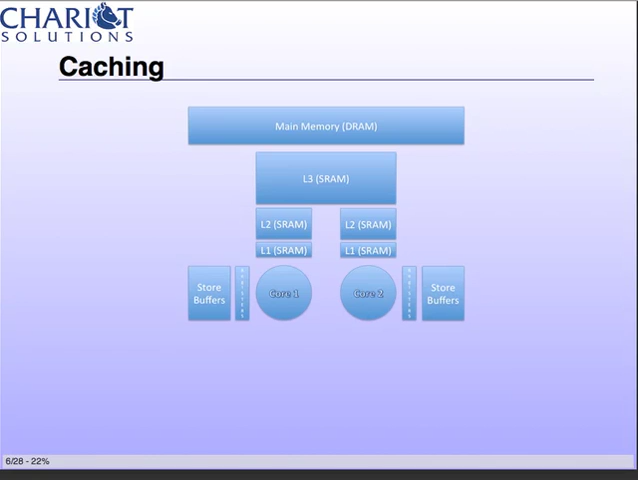 CHARIOT
SOLUTIONS
Caching
Main Memory (DRAM)
L3 (SRAM)
L2 (SRAM)
L2 (SRAM)
L1 (SRAM)
L1 (SRAM)
Store
Buffers
Core 1
Core 2
Store
Buffers
6/28 - 22%